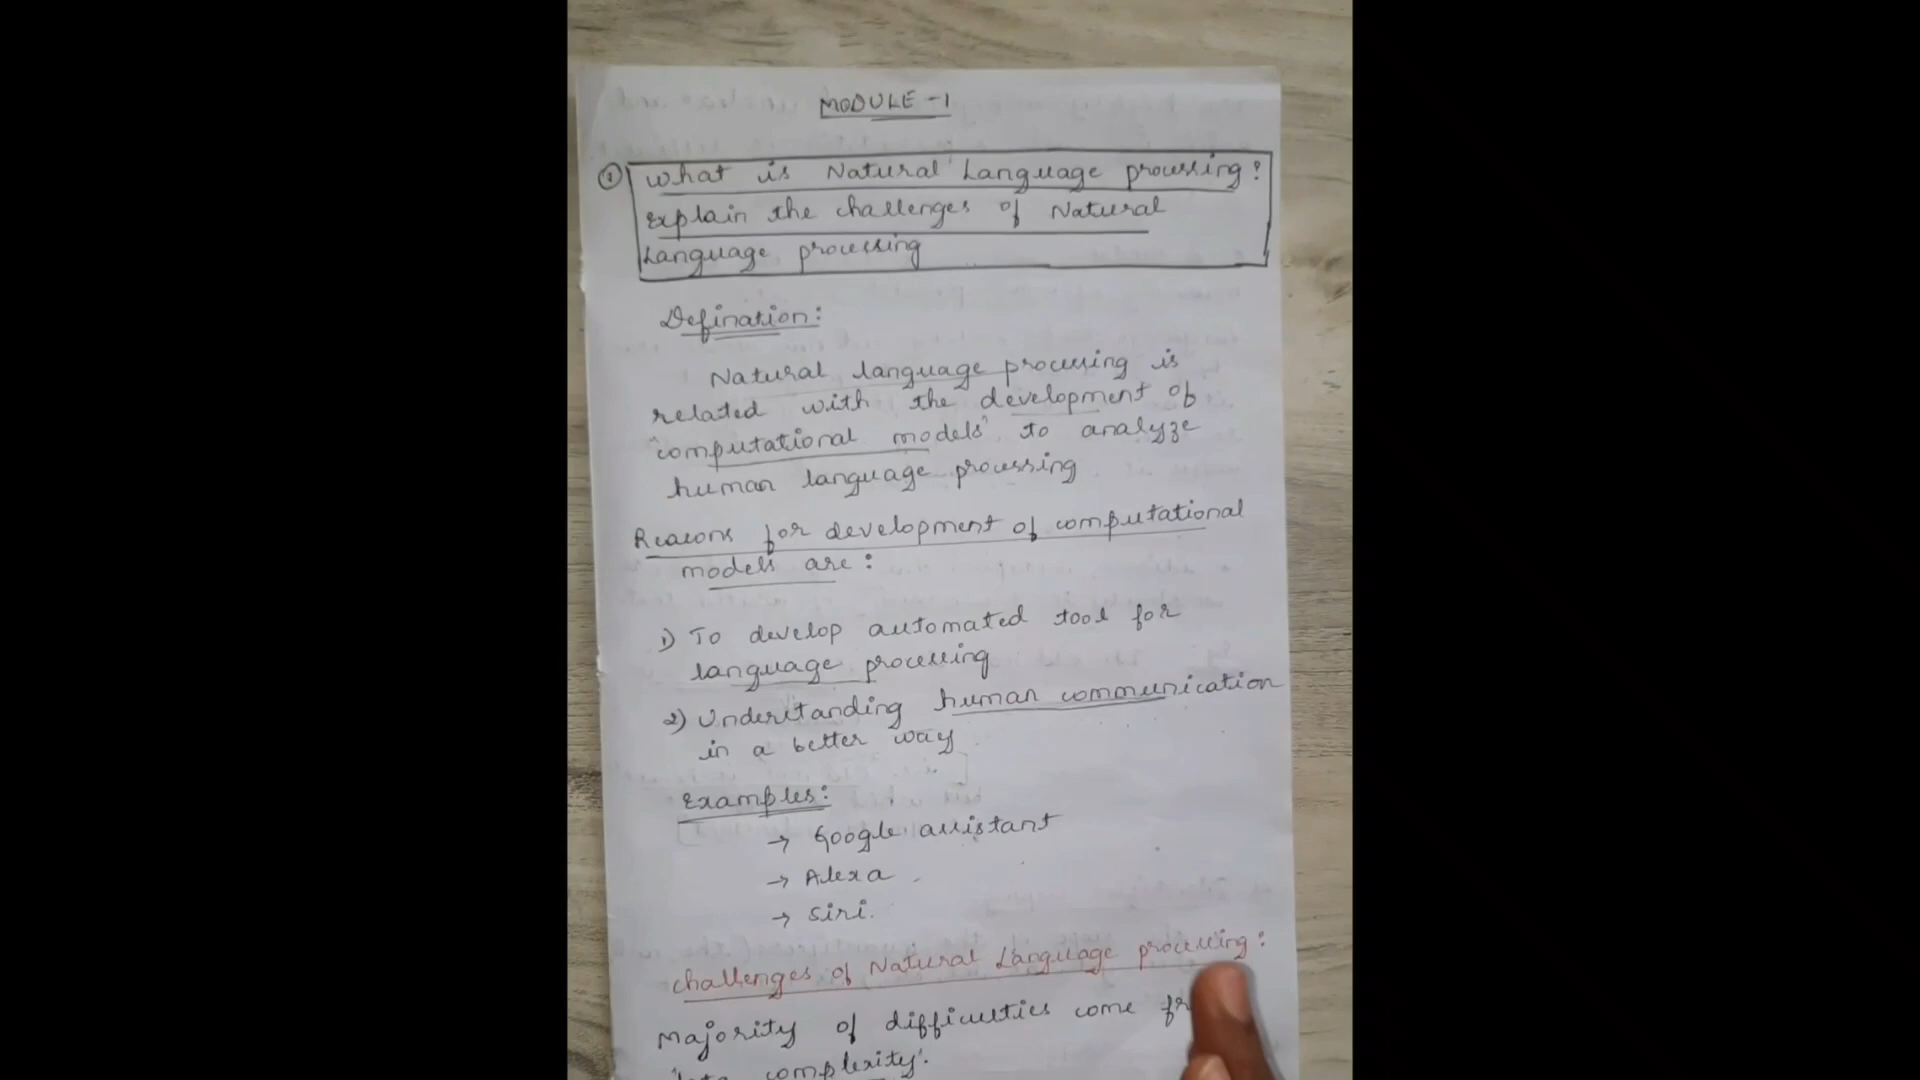 MODULE-1
① What is Natural Language processing?
Explain the challenges of Natural
Language processing
Defination:
Natural language processing is
related with the development of
"computational models" to analyze
human language processing
Reasons for development of computational
models are:
1) To develop automated tool for
language processing
2) Understanding human communication
in a better way
Examples:
→ Google assistant
→ Alexa
→ Siri.
Challenges of Natural Language processing:
Majority of difficulties come
complexity'.